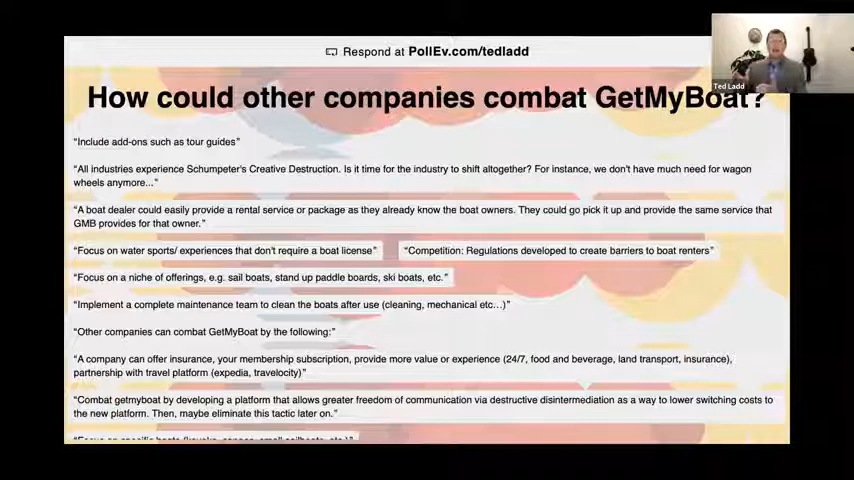 Respond at PollEv.com/tedladd
Ted Ladd
How could other companies combat GetMyBoat?
“Include add-ons such as tour guides”
“All industries experience Schumpeter's Creative Destruction. Is it time for the industry to shift altogether? For instance, we don't have much need for wagon
wheels anymore...”
“A boat dealer could easily provide a rental service or package as they already know the boat owners. They could go pick it up and provide the same service that
GMB provides for that owner.”
“Focus on water sports/ experiences that don't require a boat license” “Competition: Regulations developed to create barriers to boat renters”
“Focus on a niche of offerings, e.g. sail boats, stand up paddle boards, ski boats, etc.”
“Implement a complete maintenance team to clean the boats after use (cleaning, mechanical etc…)”
“Other companies can combat GetMyBoat by the following:”
“A company can offer insurance, your membership subscription, provide more value or experience (24/7, food and beverage, land transport, insurance),
partnership with travel platform (expedia, travelocity)”
“Combat getmyboat by developing a platform that allows greater freedom of communication via destructive disintermediation as a way to lower switching costs to
the new platform. Then, maybe eliminate this tactic later on.”
“Focus on specific boats (kayaks, canoes, small sailboats, etc.)”